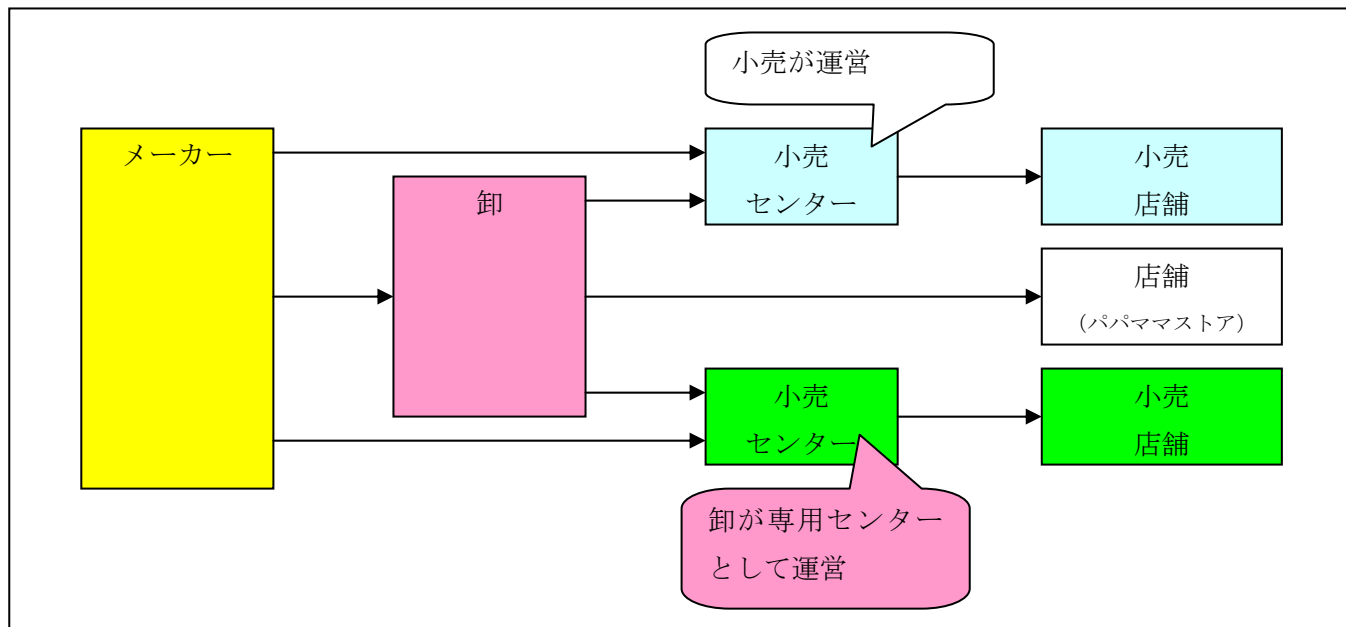 小売が運営
メーカー
卸
小売
センター
小売
店舗
店舗
（パパママストア）
小売
センター
小売
店舗
卸が専用センター
として運営